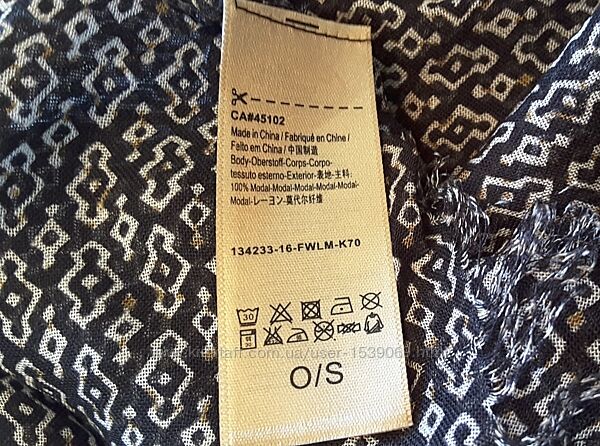 CA#45102
Made in China / Fabriqué en Chine /
Feito em China / 中国制造
Body-Oberstoff-Corps-Corpo-
tessuto esterno-Exterior-表地-主料:
100% Modal-Modal-Modal-Modal-Modal-
Modal-レーヨン-莫代尔纤维
134233-16-FWLM-K70
30
O/S